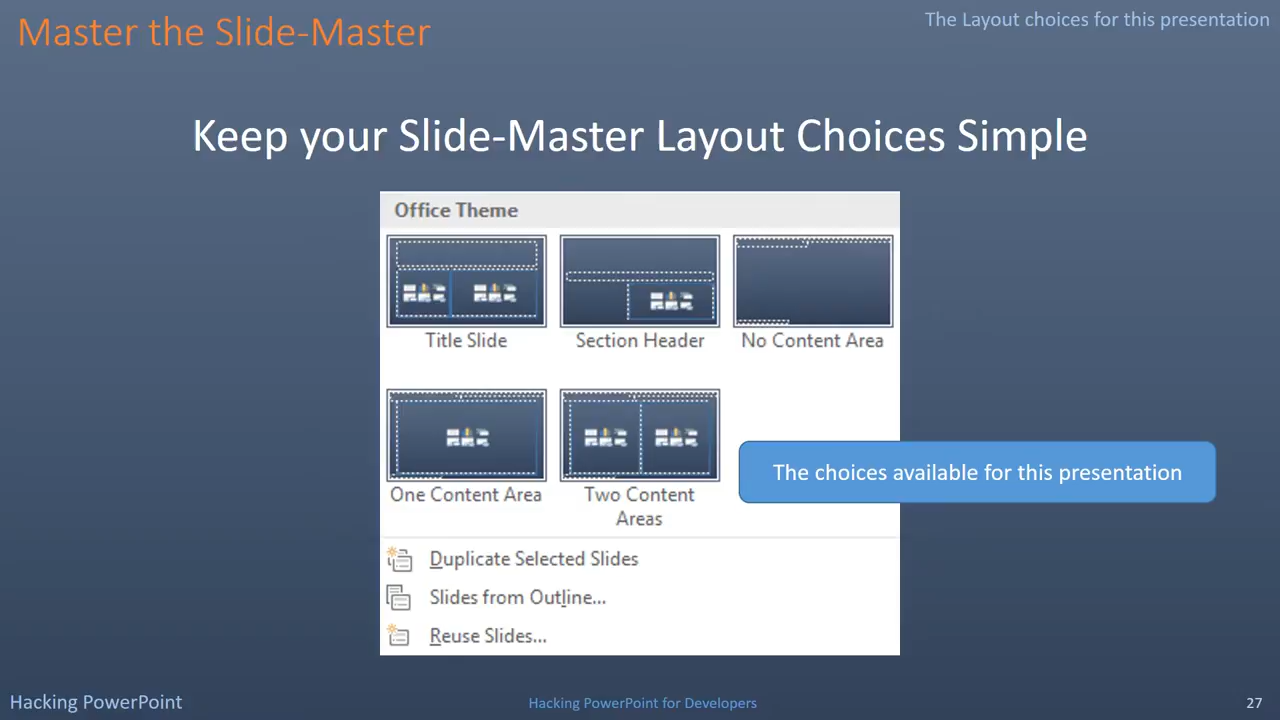 Master the Slide-Master
The Layout choices for this presentation
Keep your Slide-Master Layout Choices Simple
Office Theme
Title Slide
Section Header
No Content Area
One Content Area
Two Content
Areas
The choices available for this presentation
Duplicate Selected Slides
Slides from Outline...
Reuse Slides...
Hacking PowerPoint
Hacking PowerPoint for Developers
27